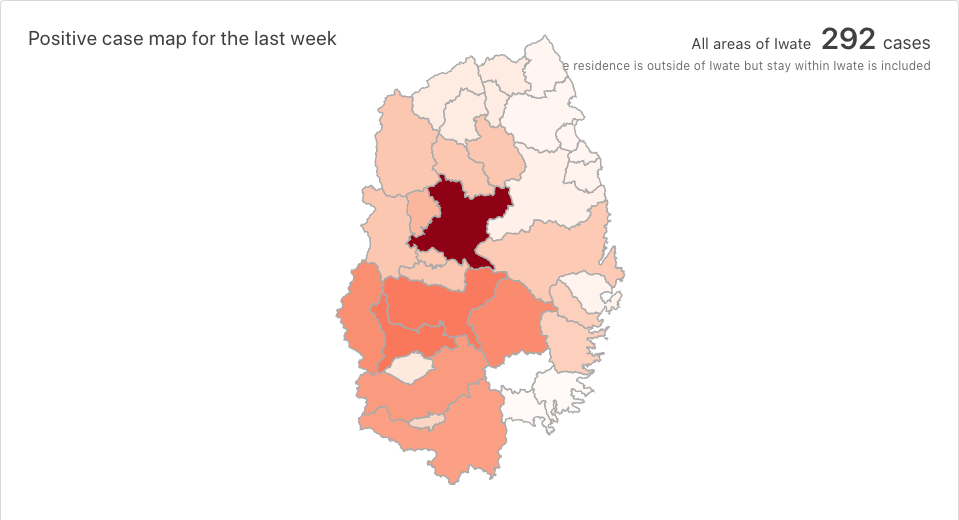 Positive case map for the last week
All areas of Iwate 292 cases
residence is outside of Iwate but stay within Iwate is included